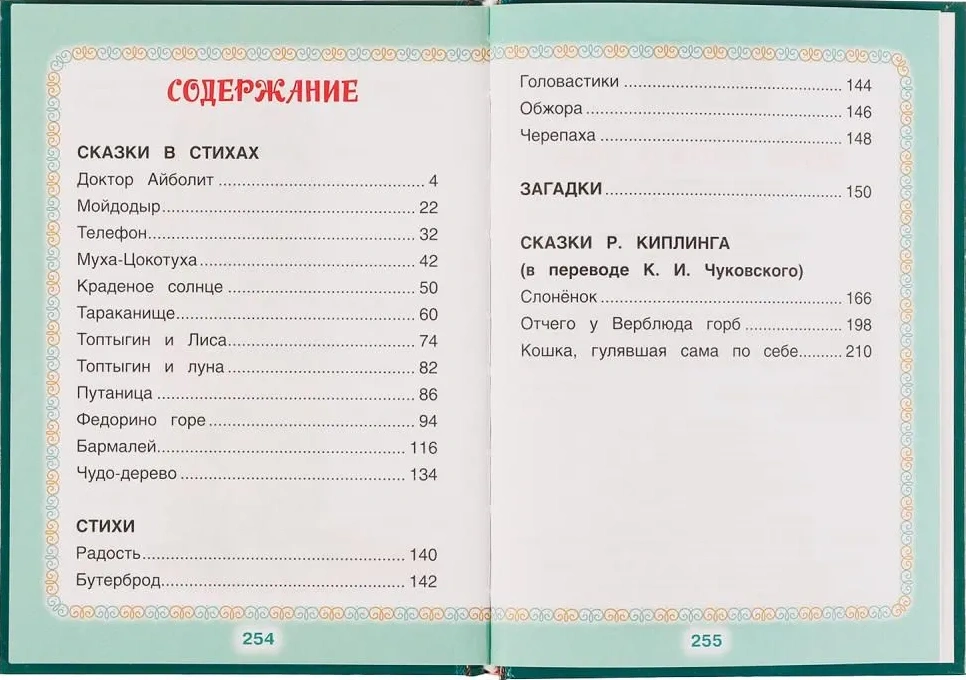 СОДЕРЖАНИЕ
СКАЗКИ В СТИХАХ
Доктор Айболит ........ 4
Мойдодыр ........ 22
Телефон ........ 32
Муха-Цокотуха ........ 42
Краденое солнце ........ 50
Тараканище ........ 60
Топтыгин и Лиса ........ 74
Топтыгин и луна ........ 82
Путаница ........ 86
Федорино горе ........ 94
Бармалей ........ 116
Чудо-дерево ........ 134
СТИХИ
Радость ........ 140
Бутерброд ........ 142
254
Головастики ........ 144
Обжора ........ 146
Черепаха ........ 148
ЗАГАДКИ ........ 150
СКАЗКИ Р. КИПЛИНГА
(в переводе К. И. Чуковского)
Слонёнок ........ 166
Отчего у Верблюда горб ........ 198
Кошка, гулявшая сама по себе ........ 210
255